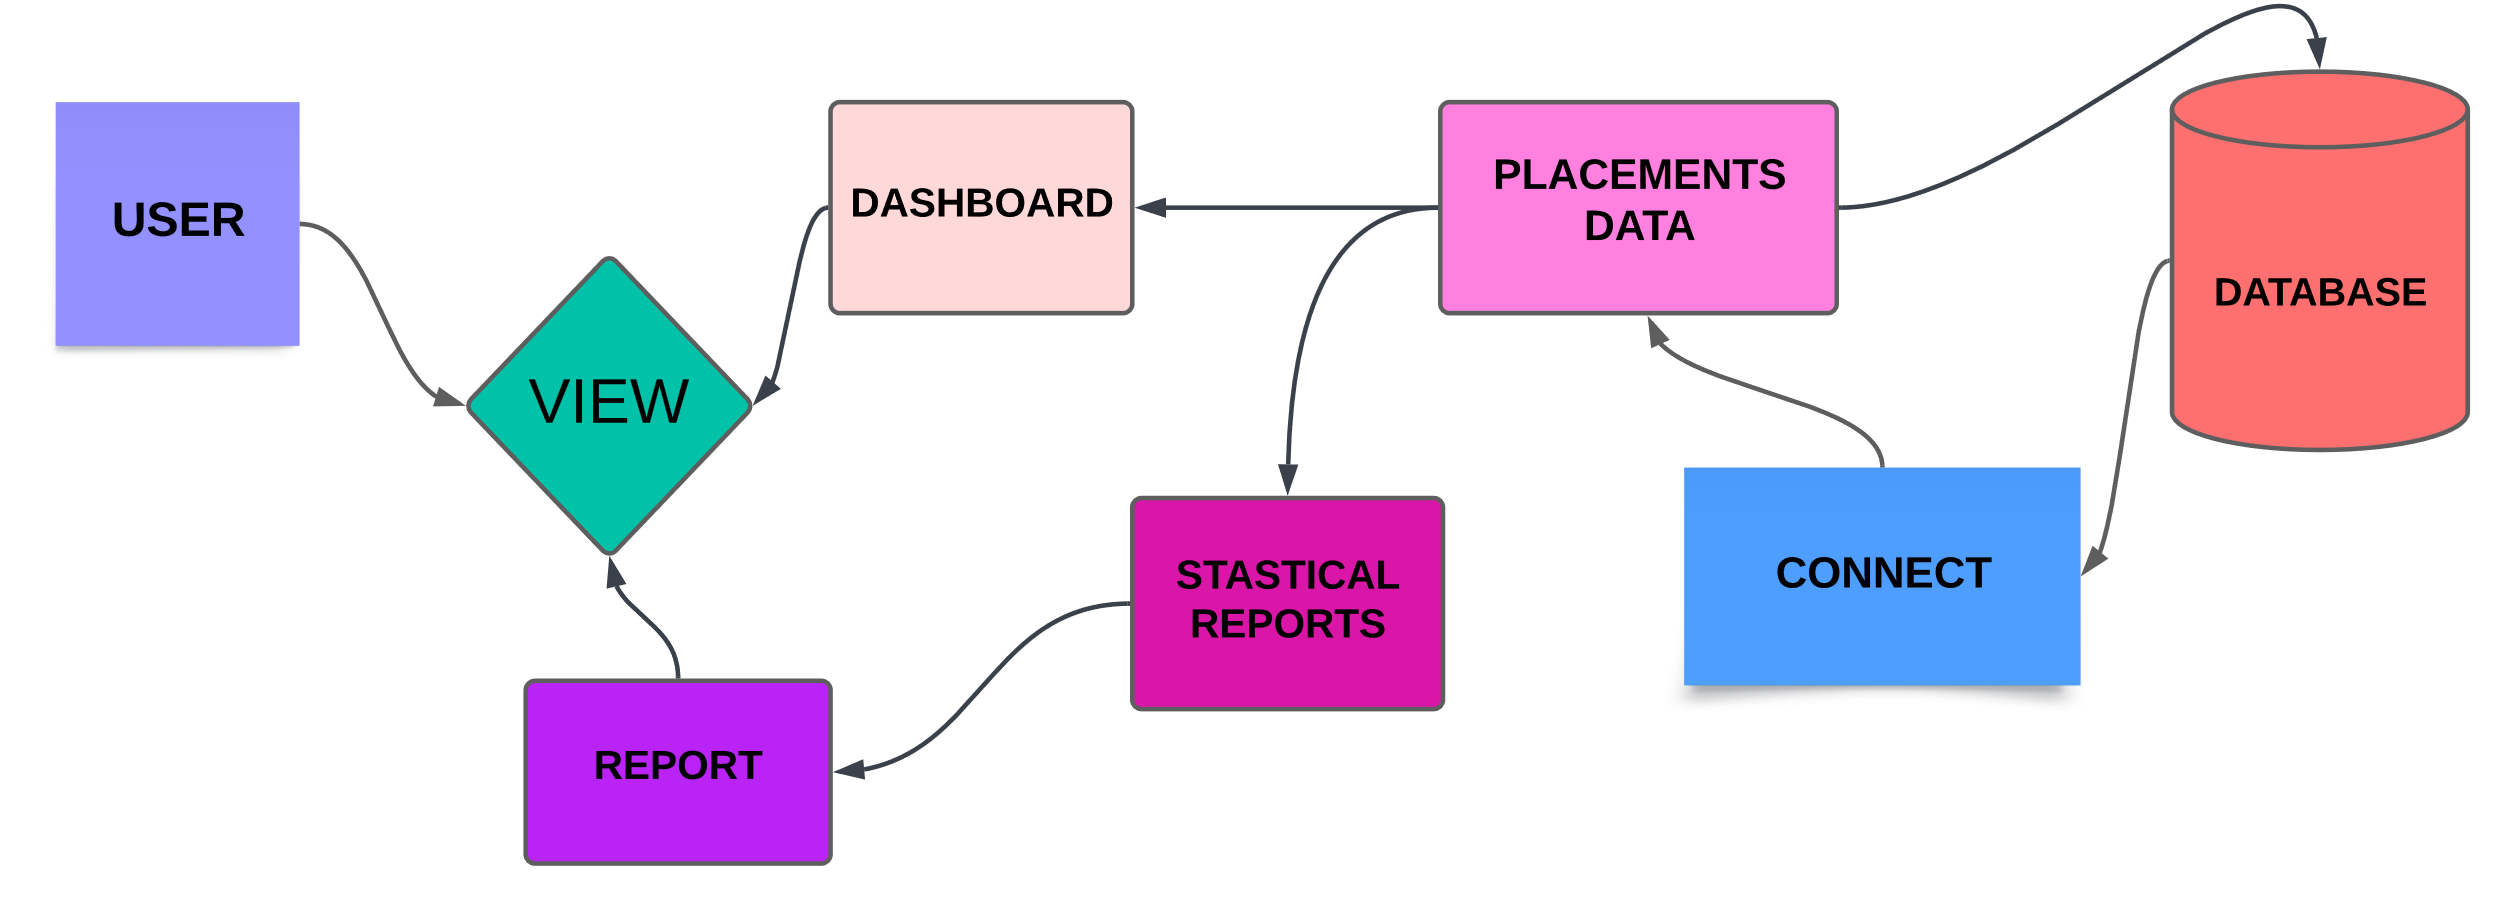 USER
DASHBOARD
PLACEMENTS
DATA
DATABASE
VIEW
STASTICAL
REPORTS
CONNECT
REPORT